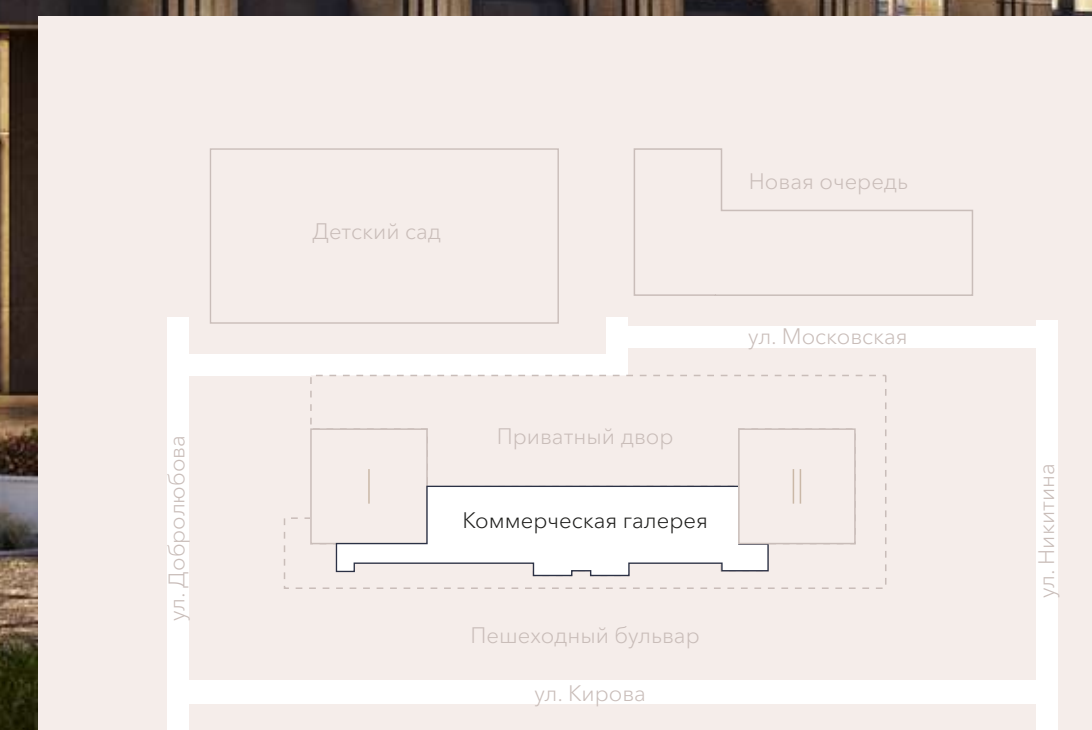 Новая очередь
Детский сад
ул. Московская
Приватный двор
I
II
Коммерческая галерея
ул. Добролюбова
ул. Никитина
Пешеходный бульвар
ул. Кирова